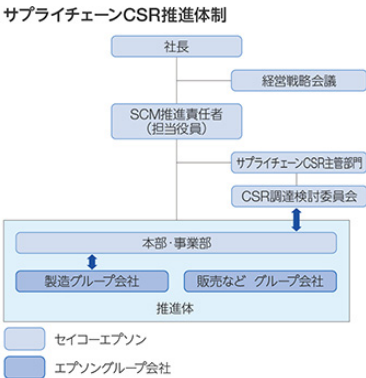 サプライチェーンCSR推進体制
社長
経営戦略会議
SCM推進責任者
（担当役員）
サプライチェーンCSR主管部門
CSR調達検討委員会
本部・事業部
製造グループ会社
販売など グループ会社
推進体
セイコーエプソン
エプソングループ会社